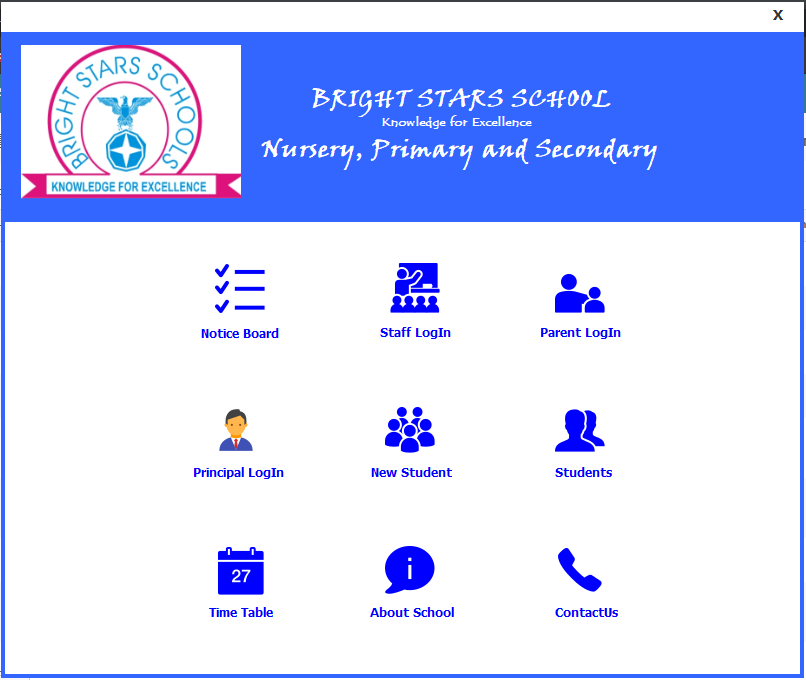 X
BRIGHT STARS SCHOOLS
KNOWLEDGE FOR EXCELLENCE
BRIGHT STARS SCHOOL
Knowledge for Excellence
Nursery, Primary and Secondary
Notice Board
Staff LogIn
Parent LogIn
Principal LogIn
New Student
Students
27
i
Time Table
About School
ContactUs